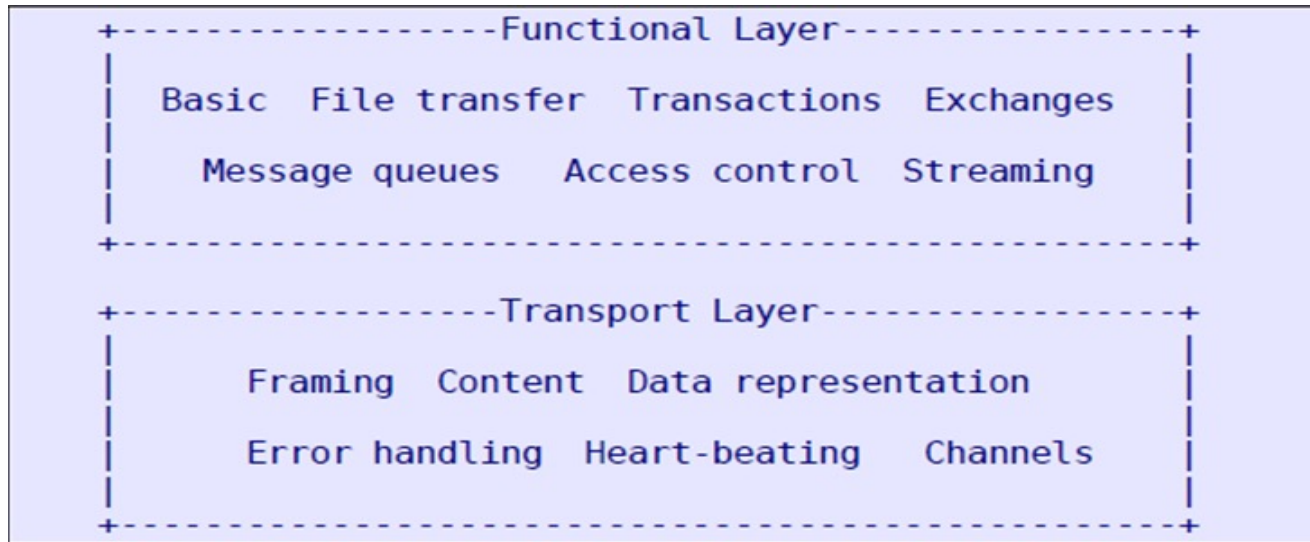 Functional Layer
Basic File transfer Transactions Exchanges
Message queues Access control Streaming
Transport Layer
Framing Content Data representation
Error handling Heart-beating Channels